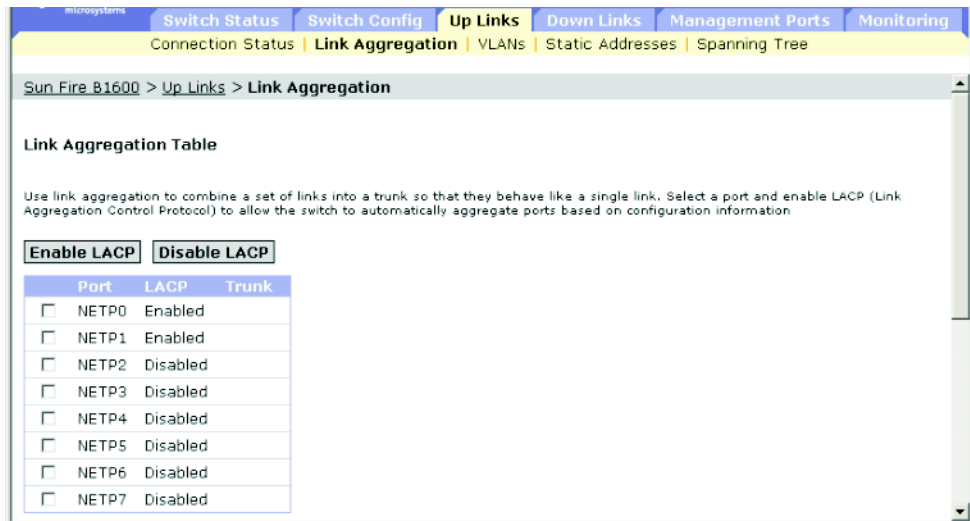 microsystems
Switch Status Switch Config Up Links Down Links Management Ports Monitoring
Connection Status | Link Aggregation | VLANs | Static Addresses | Spanning Tree
Sun Fire B1600 > Up Links > Link Aggregation
Link Aggregation Table
Use link aggregation to combine a set of links into a trunk so that they behave like a single link. Select a port and enable LACP (Link
Aggregation Control Protocol) to allow the switch to automatically aggregate ports based on configuration information
Enable LACP Disable LACP
Port LACP Trunk
NETP0 Enabled
NETP1 Enabled
NETP2 Disabled
NETP3 Disabled
NETP4 Disabled
NETP5 Disabled
NETP6 Disabled
NETP7 Disabled